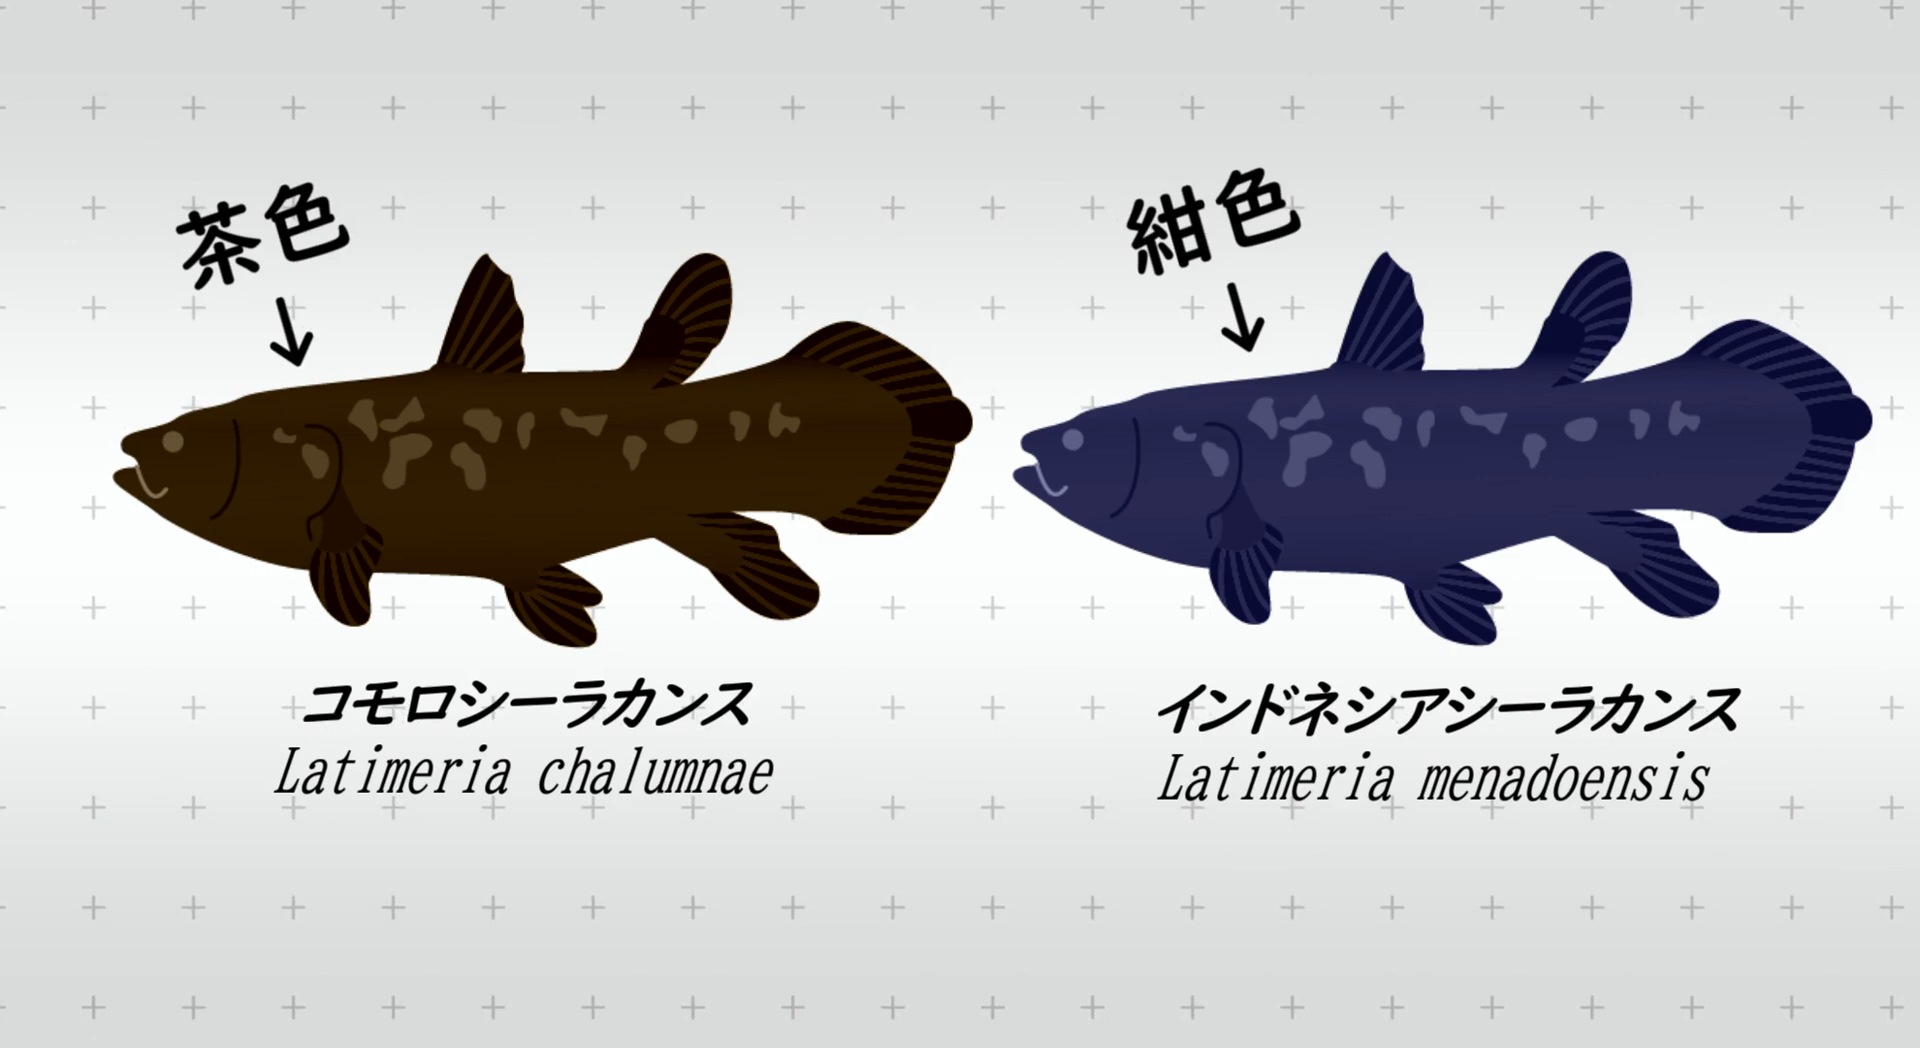 茶色
紺色
コモロシーラカンス
Latimeria chalumnae
インドネシアシーラカンス
Latimeria menadoensis